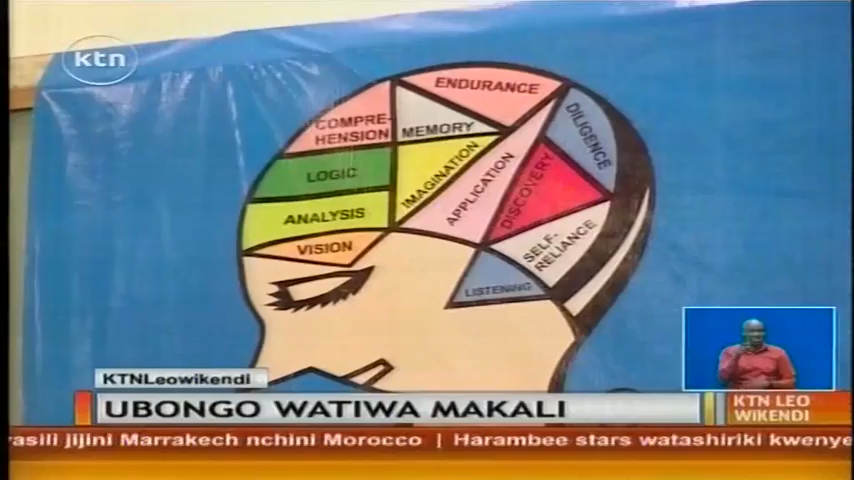 ktn
ENDURANCE
COMPRE-
HENSION
MEMORY
DILIGENCE
LOGIC
IMAGINATION
APPLICATION
DISCOVERY
ANALYSIS
VISION
SELF-
RELIANCE
LISTENING
KTNLeowikendi
UBONGO WATIWA MAKALI
KTN LEO
WIKENDI
asili jijini Marrakech nchini Morocco | Harambee stars watashiriki kwenye